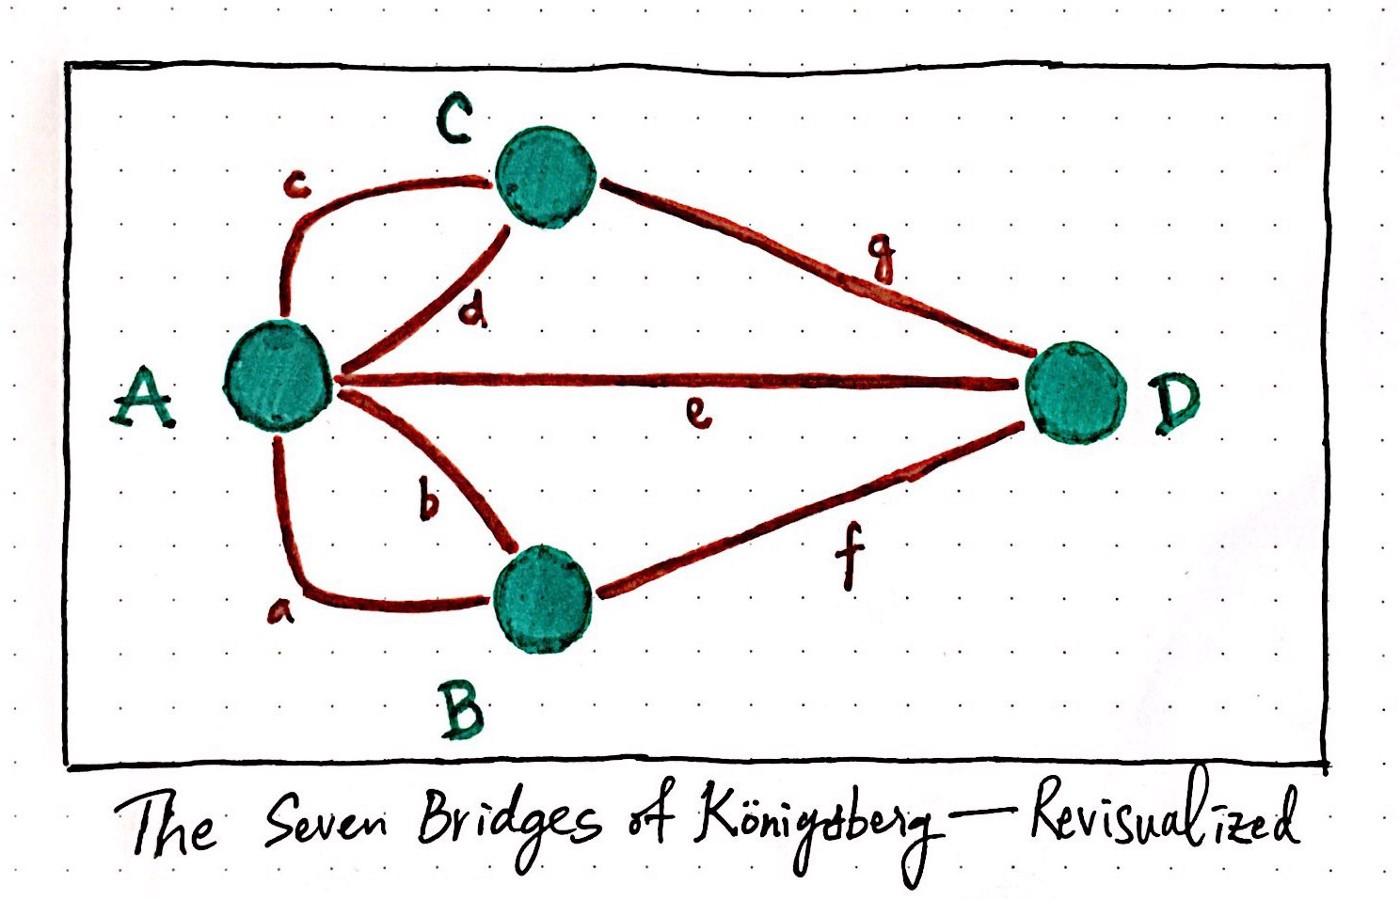 C
c
g
d
A
D
e
b
f
a
B
The Seven Bridges of Königsberg — Revisualized